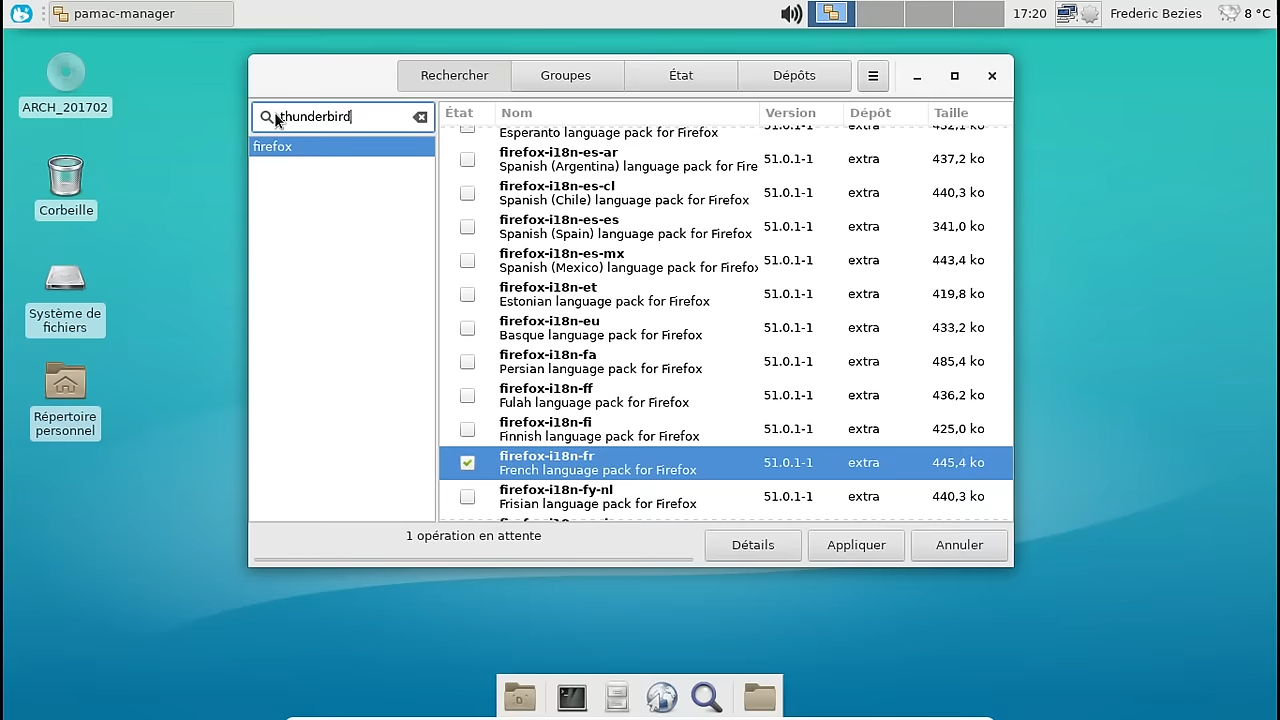 pamac-manager
17:20
Frederic Bezies
8 °C
ARCH_201702
Corbeille
Système de
fichiers
Répertoire
personnel
Rechercher
Groupes
État
Dépôts
thunderbird
firefox
État Nom Version Dépôt Taille
Esperanto language pack for Firefox 51.0.1-1 extra 432,1 ko
firefox-i18n-es-ar
Spanish (Argentina) language pack for Fire 51.0.1-1 extra 437,2 ko
firefox-i18n-es-cl
Spanish (Chile) language pack for Firefox 51.0.1-1 extra 440,3 ko
firefox-i18n-es-es
Spanish (Spain) language pack for Firefox 51.0.1-1 extra 341,0 ko
firefox-i18n-es-mx
Spanish (Mexico) language pack for Firefox 51.0.1-1 extra 443,4 ko
firefox-i18n-et
Estonian language pack for Firefox 51.0.1-1 extra 419,8 ko
firefox-i18n-eu
Basque language pack for Firefox 51.0.1-1 extra 433,2 ko
firefox-i18n-fa
Persian language pack for Firefox 51.0.1-1 extra 485,4 ko
firefox-i18n-ff
Fulah language pack for Firefox 51.0.1-1 extra 436,2 ko
firefox-i18n-fi
Finnish language pack for Firefox 51.0.1-1 extra 425,0 ko
firefox-i18n-fr
French language pack for Firefox 51.0.1-1 extra 445,4 ko
firefox-i18n-fy-nl
Frisian language pack for Firefox 51.0.1-1 extra 440,3 ko
1 opération en attente
Détails
Appliquer
Annuler